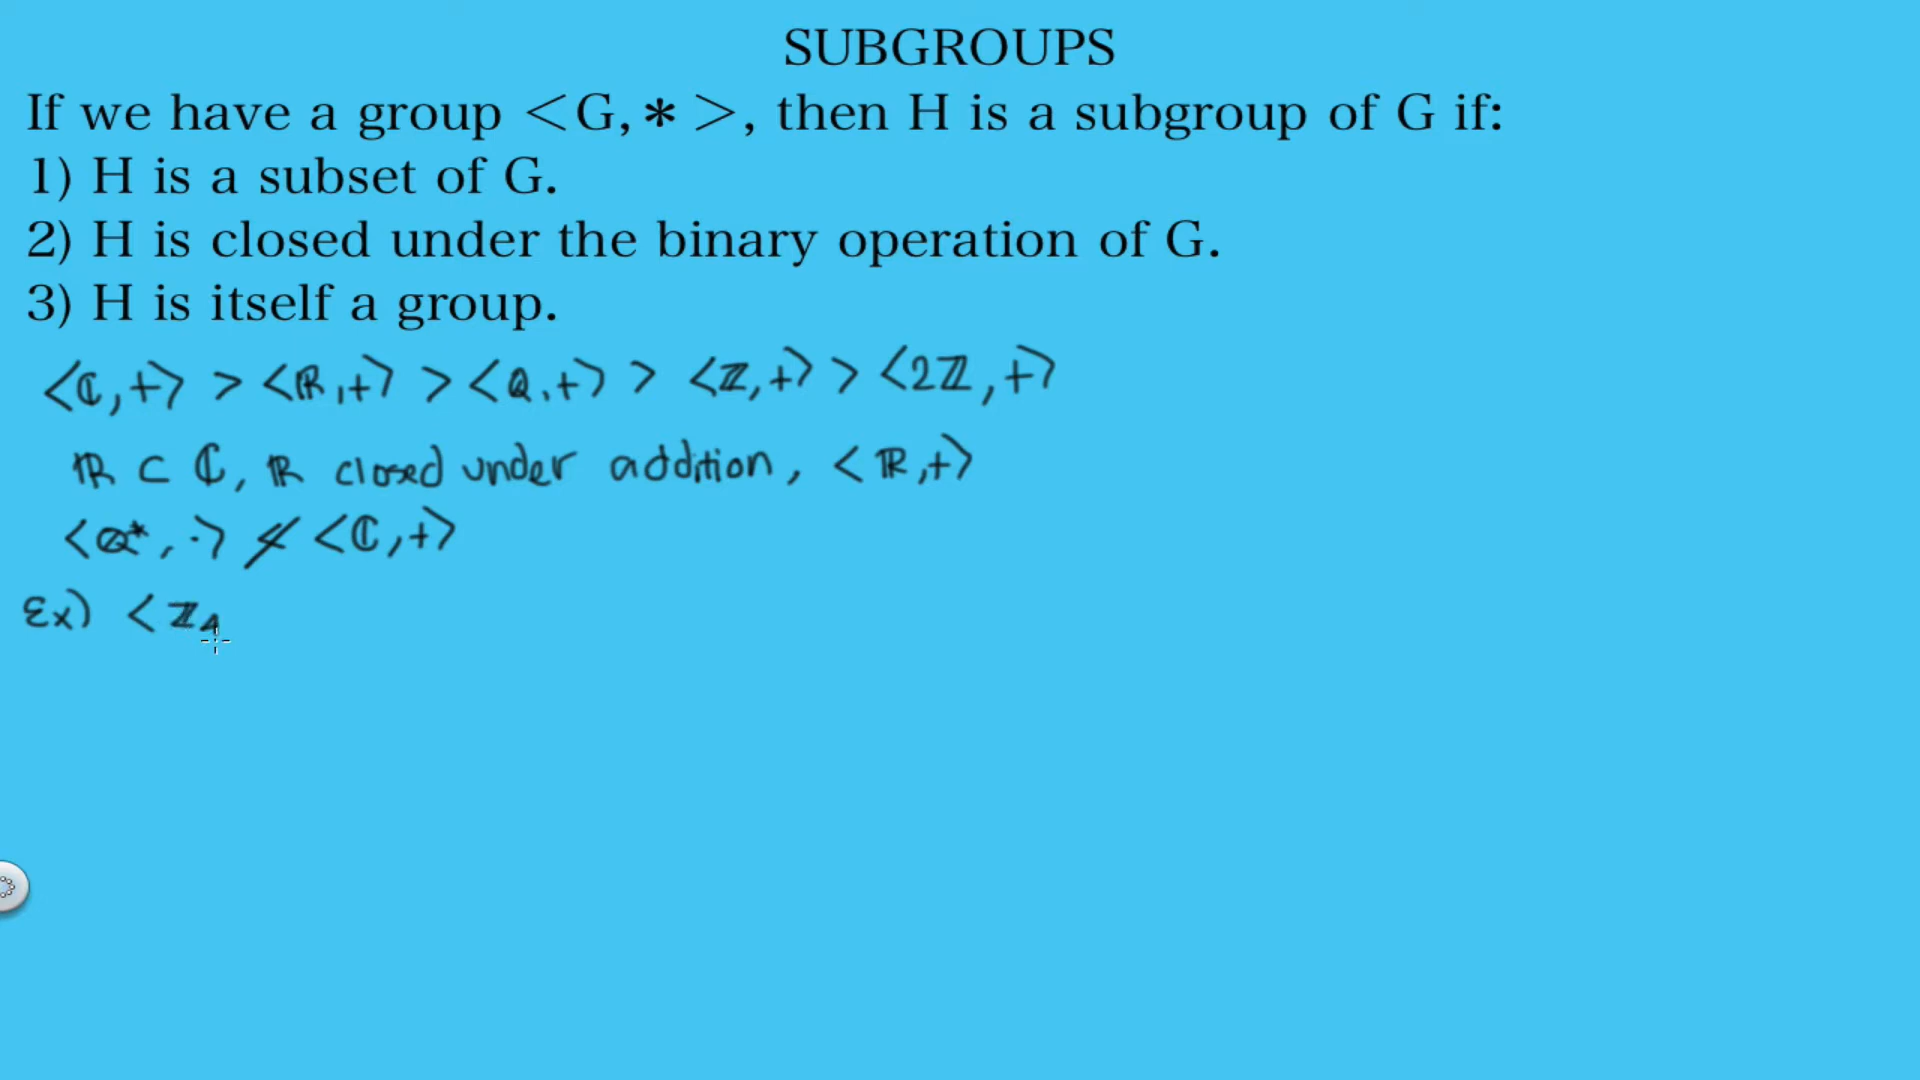 SUBGROUPS
If we have a group <G,*>, then H is a subgroup of G if:
1) H is a subset of G.
2) H is closed under the binary operation of G.
3) H is itself a group.
<ℂ,+> > <ℝ,+> > <ℚ,+> > <ℤ,+> > <2ℤ,+>
ℝ ⊂ ℂ, ℝ closed under addition, <ℝ,+>
<ℚ*,·> ≮ <ℂ,+>
Ex) <ℤ₄